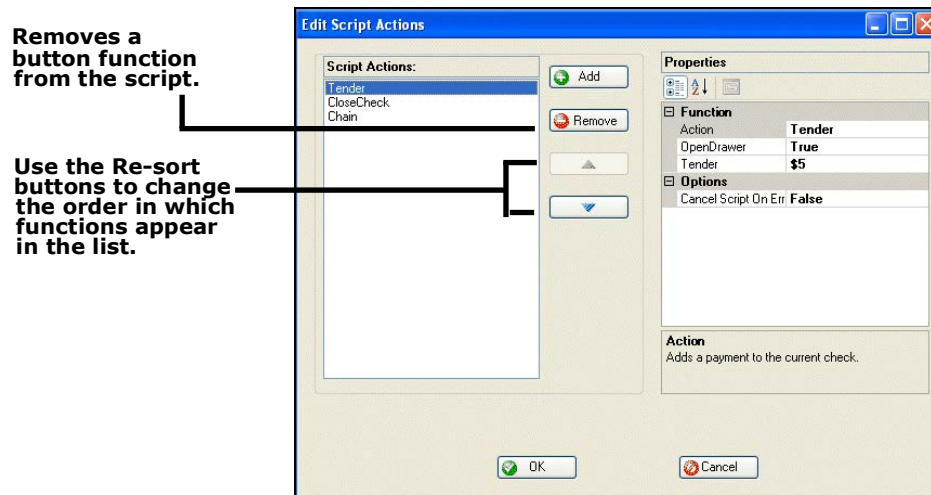 Removes a
button function
from the script.
Use the Re-sort
buttons to change
the order in which
functions appear
in the list.
Edit Script Actions
Script Actions:
Tender
CloseCheck
Chain
Add
Remove
Properties
Function
Action Tender
OpenDrawer True
Tender $5
Options
Cancel Script On Err False
Action
Adds a payment to the current check.
OK
Cancel